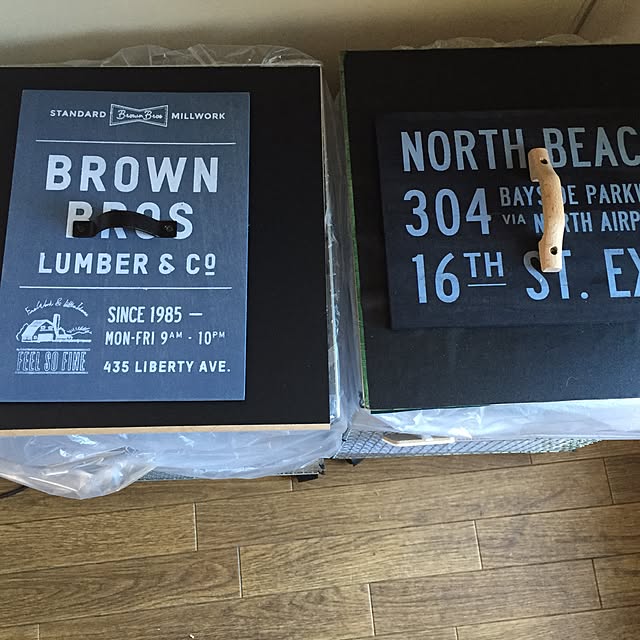 STANDARD Brown Bros MILLWORK
BROWN
BROS
LUMBER & CO
SINCE 1985 —
MON-FRI 9AM - 10PM
FEEL SO FINE
435 LIBERTY AVE.
NORTH BEAC
304 BAYSIDE PARK
VIA NORTH AIRP
16TH ST. EX